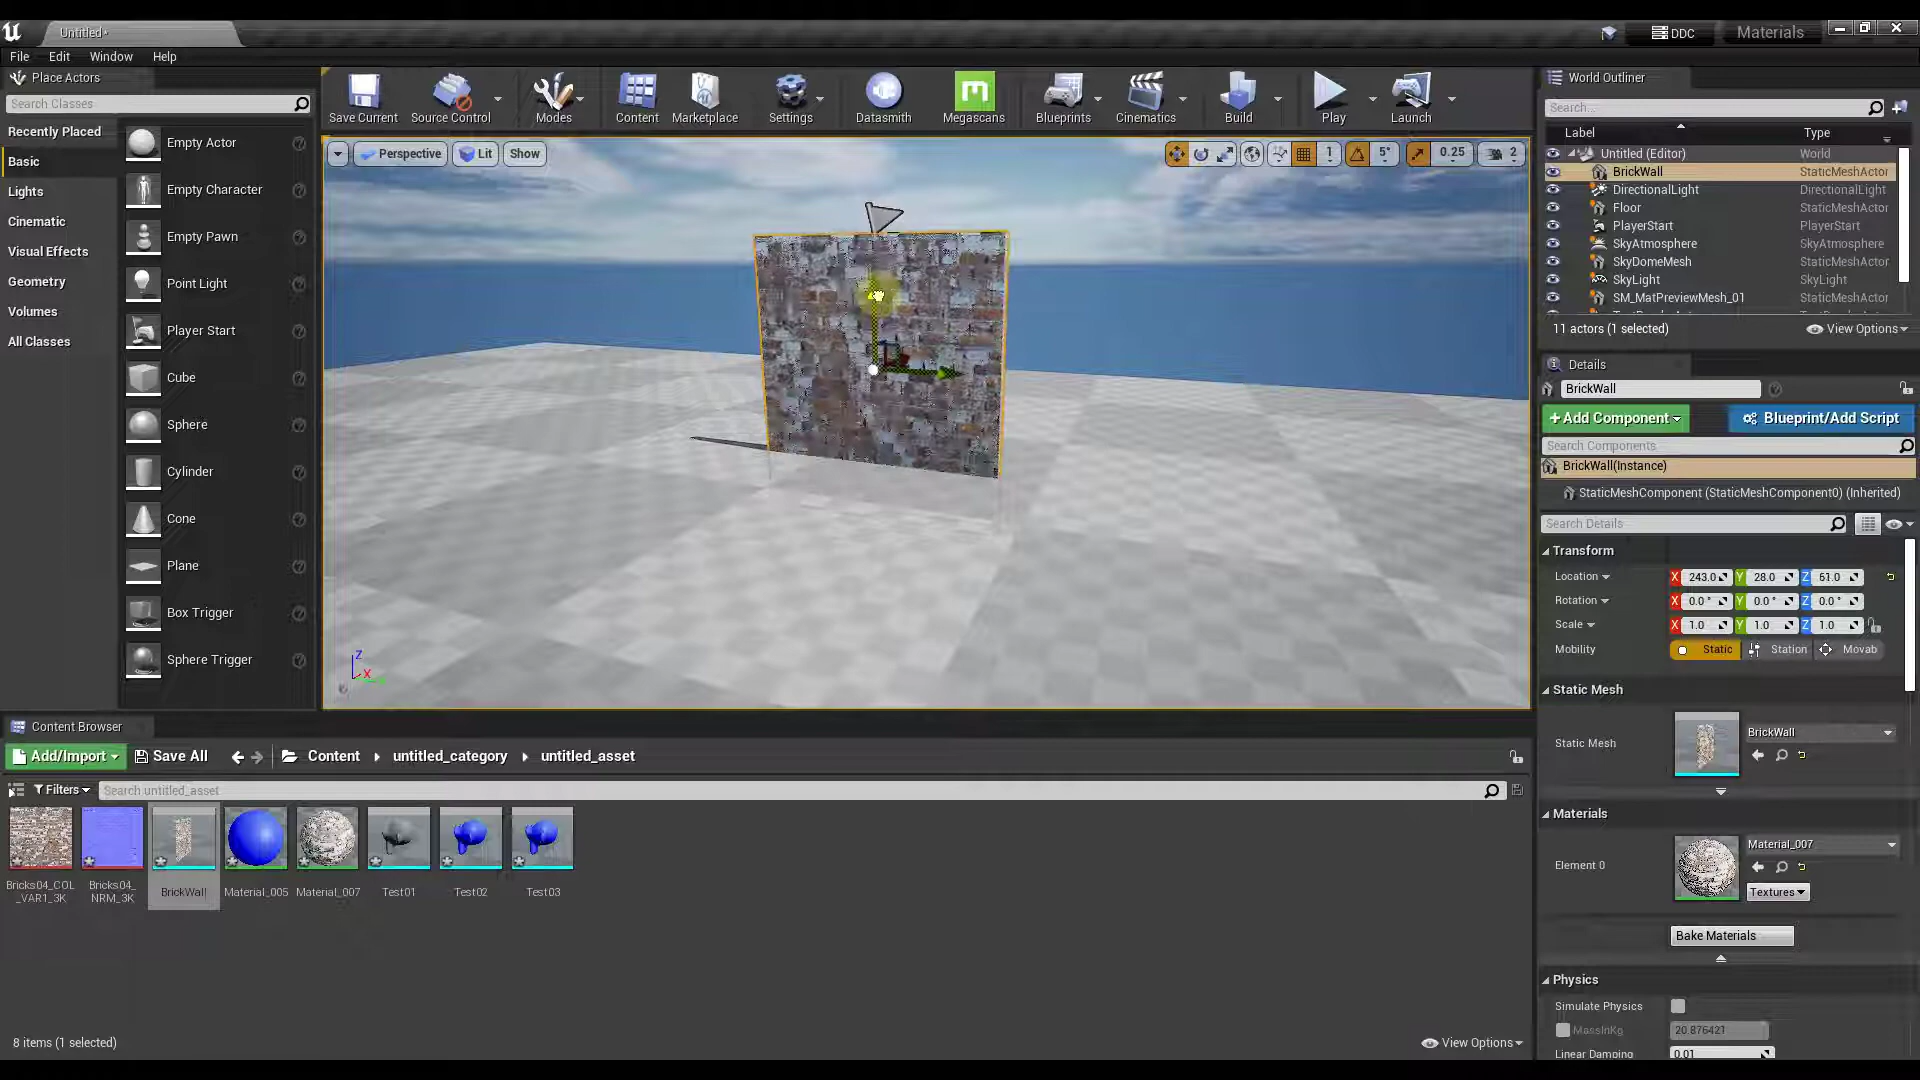 Untitled•
DDC
Materials
File Edit Window Help
Place Actors
Search Classes
Recently Placed
Basic
Lights
Cinematic
Visual Effects
Geometry
Volumes
All Classes
Empty Actor
Empty Character
Empty Pawn
Point Light
Player Start
Cube
Sphere
Cylinder
Cone
Plane
Box Trigger
Sphere Trigger
Save Current Source Control Modes Content Marketplace Settings Datasmith Megascans Blueprints Cinematics Build Play Launch
Perspective Lit Show
1 5° 0.25 2
Z
X
World Outliner
Search...
Label Type
Untitled (Editor) World
BrickWall StaticMeshActor
DirectionalLight DirectionalLight
Floor StaticMeshActor
PlayerStart PlayerStart
SkyAtmosphere SkyAtmosphere
SkyDomeMesh StaticMeshActor
SkyLight SkyLight
SM_MatPreviewMesh_01 StaticMeshActor
11 actors (1 selected) View Options
Details
BrickWall
+Add Component Blueprint/Add Script
Search Components
BrickWall(Instance)
StaticMeshComponent (StaticMeshComponent0) (Inherited)
Search Details
Transform
Location X 243.0 Y 28.0 Z 61.0
Rotation X 0.0° Y 0.0° Z 0.0°
Scale X 1.0 Y 1.0 Z 1.0
Mobility Static Station Movab
Static Mesh
Static Mesh BrickWall
Materials
Element 0 Material_007
Textures
Bake Materials
Physics
Simulate Physics
MassInKg 20.876421
Linear Damping 0.01
Content Browser
Add/Import Save All Content untitled_category untitled_asset
Filters Search untitled_asset
Bricks04_COL_VAR1_3K
Bricks04_NRM_3K
BrickWall
Material_005
Material_007
Test01
Test02
Test03
8 items (1 selected) View Options